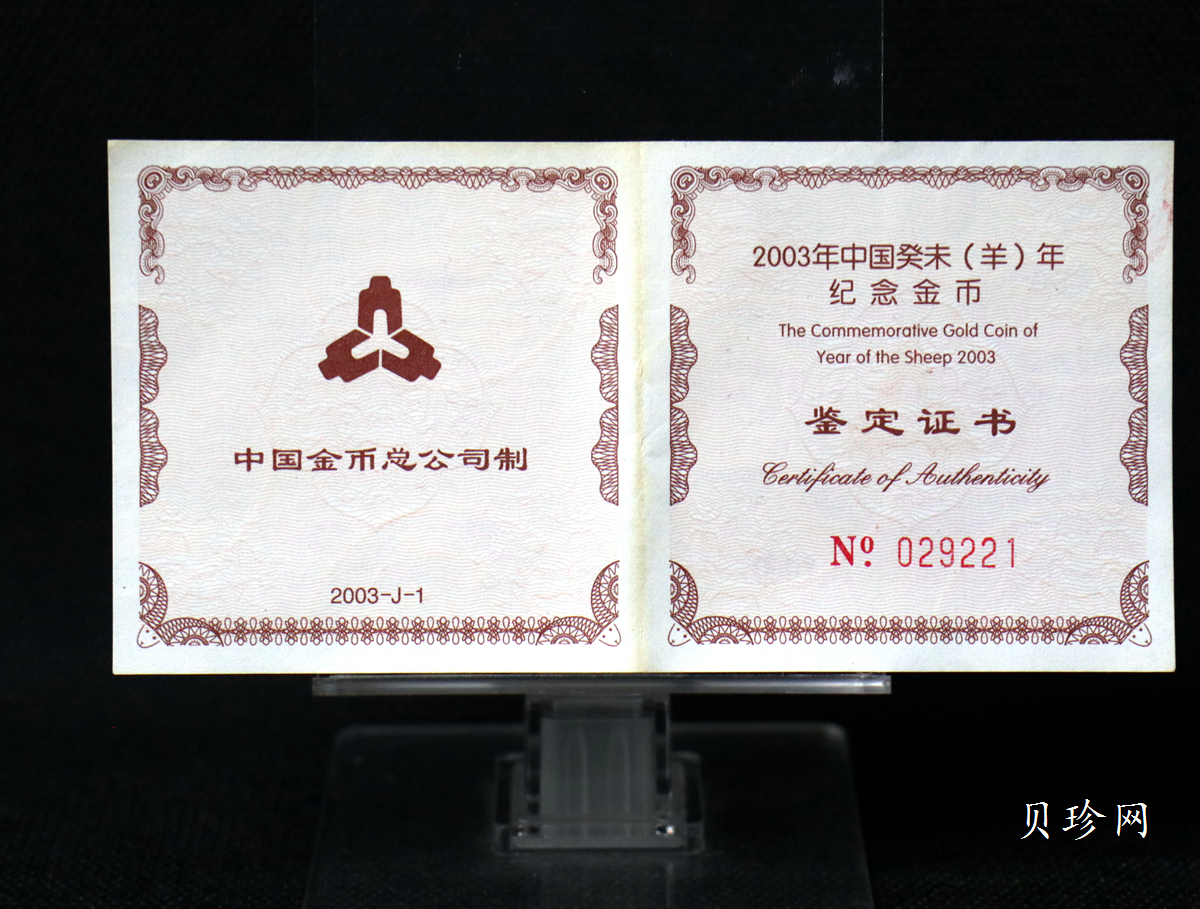 中国金币总公司制
2003-J-1
2003年中国癸未（羊）年
纪念金币
The Commemorative Gold Coin of
Year of the Sheep 2003
鉴定证书
Certificate of Authenticity
Nº 029221
贝珍网